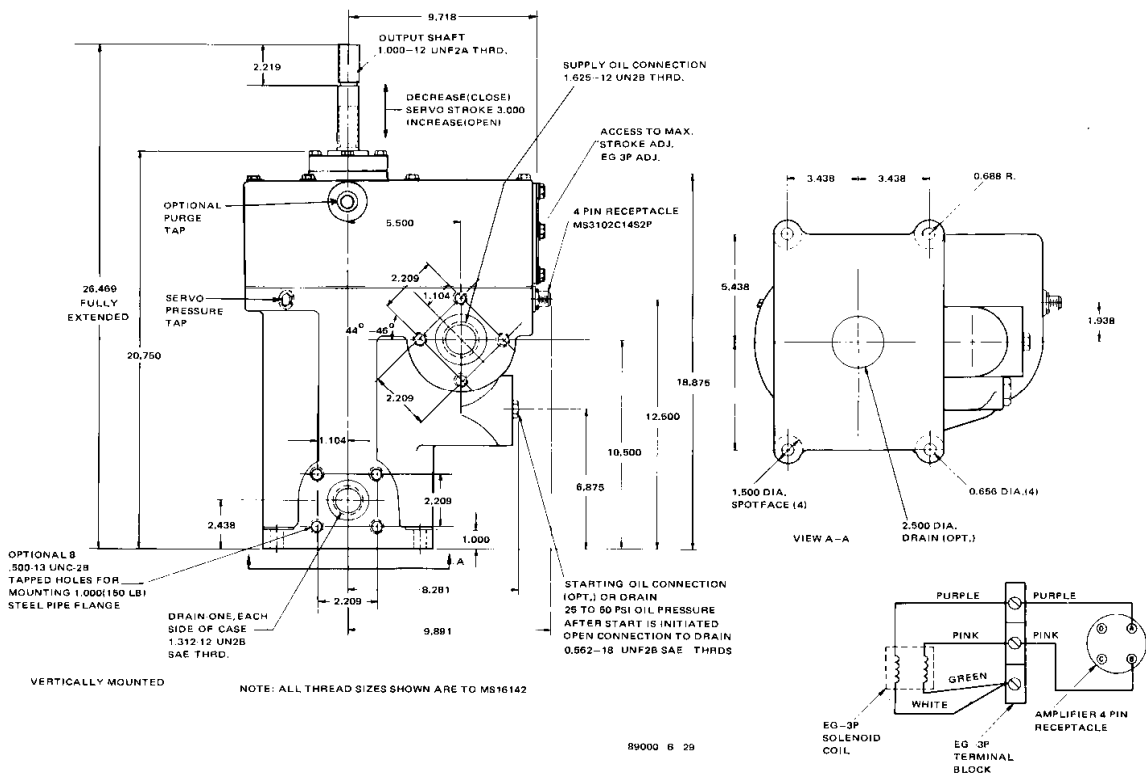 9.718
OUTPUT SHAFT
1.000-12 UNF2A THRD.
2.219
SUPPLY OIL CONNECTION
1.625-12 UN2B THRD.
DECREASE(CLOSE)
SERVO STROKE 3.000
INCREASE(OPEN)
ACCESS TO MAX.
STROKE ADJ.
EG 3P ADJ.
OPTIONAL
PURGE
TAP
5.500
4 PIN RECEPTACLE
MS3102C14S2P
26.469
FULLY
EXTENDED
SERVO
PRESSURE
TAP
2.209
1.104
44° -46°
20.750
2.209
18.875
12.500
10.500
6.875
1.104
2.209
2.438
1.000
A
8.281
2.209
9.891
OPTIONAL 8
.500-13 UNC-2B
TAPPED HOLES FOR
MOUNTING 1.000(150 LB)
STEEL PIPE FLANGE
DRAIN-ONE, EACH
SIDE OF CASE
1.312-12 UN2B
SAE THRD.
STARTING OIL CONNECTION
(OPT.) OR DRAIN
25 TO 50 PSI OIL PRESSURE
AFTER START IS INITIATED
OPEN CONNECTION TO DRAIN
0.562-18 UNF2B SAE THRDS
VERTICALLY MOUNTED
NOTE: ALL THREAD SIZES SHOWN ARE TO MS16142
3.438
3.438
0.688 R.
5.438
1.938
1.500 DIA.
SPOTFACE (4)
0.656 DIA.(4)
2.500 DIA.
DRAIN (OPT.)
VIEW A-A
PURPLE
PURPLE
PINK
PINK
GREEN
WHITE
D
A
C
B
EG-3P
SOLENOID
COIL
EG 3P
TERMINAL
BLOCK
AMPLIFIER 4 PIN
RECEPTACLE
89000 6 29